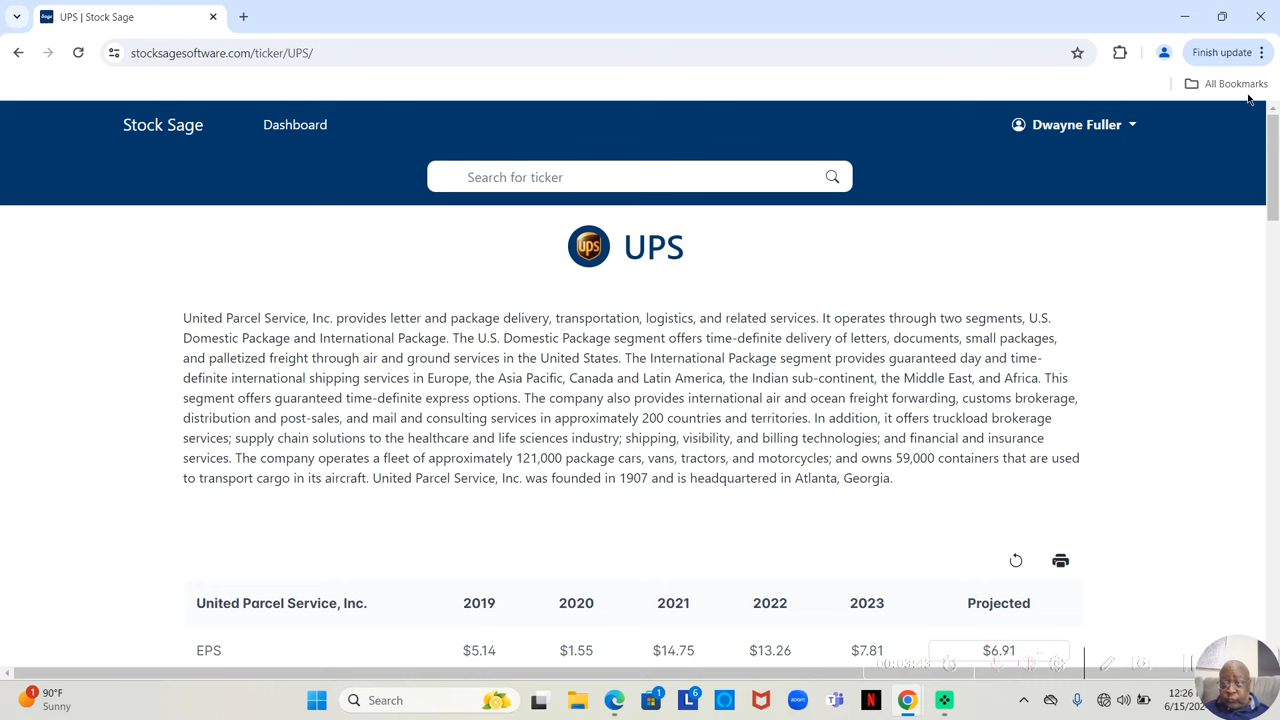 UPS | Stock Sage
stocksagesoftware.com/ticker/UPS/
Finish update
All Bookmarks
Stock Sage
Dashboard
Dwayne Fuller
Search for ticker
ups
UPS
United Parcel Service, Inc. provides letter and package delivery, transportation, logistics, and related services. It operates through two segments, U.S.
Domestic Package and International Package. The U.S. Domestic Package segment offers time-definite delivery of letters, documents, small packages,
and palletized freight through air and ground services in the United States. The International Package segment provides guaranteed day and time-
definite international shipping services in Europe, the Asia Pacific, Canada and Latin America, the Indian sub-continent, the Middle East, and Africa. This
segment offers guaranteed time-definite express options. The company also provides international air and ocean freight forwarding, customs brokerage,
distribution and post-sales, and mail and consulting services in approximately 200 countries and territories. In addition, it offers truckload brokerage
services; supply chain solutions to the healthcare and life sciences industry; shipping, visibility, and billing technologies; and financial and insurance
services. The company operates a fleet of approximately 121,000 package cars, vans, tractors, and motorcycles; and owns 59,000 containers that are used
to transport cargo in its aircraft. United Parcel Service, Inc. was founded in 1907 and is headquartered in Atlanta, Georgia.
United Parcel Service, Inc. 2019 2020 2021 2022 2023 Projected
EPS $5.14 $1.55 $14.75 $13.26 $7.81 $6.91
00:03:43
1 90°F
Sunny
Search
1
6
12:26
6/15/